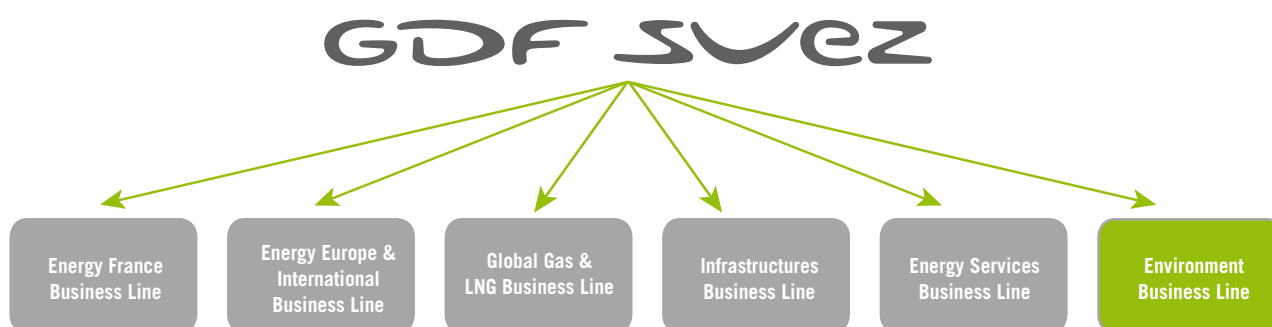 GDF SUEZ
Energy France
Business Line
Energy Europe &
International
Business Line
Global Gas &
LNG Business Line
Infrastructures
Business Line
Energy Services
Business Line
Environment
Business Line